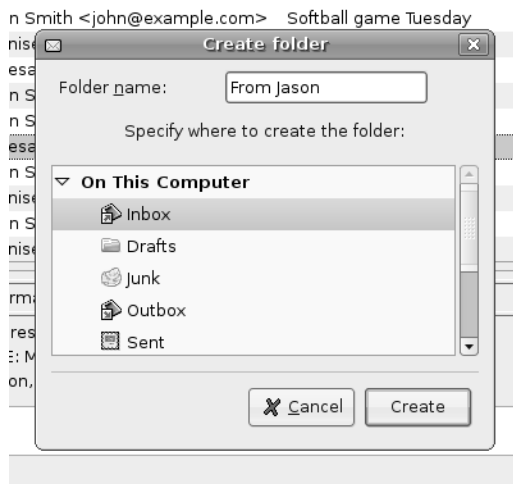 n Smith <john@example.com> Softball game Tuesday
Create folder
Folder name:
From Jason
Specify where to create the folder:
On This Computer
Inbox
Drafts
Junk
Outbox
Sent
Cancel
Create